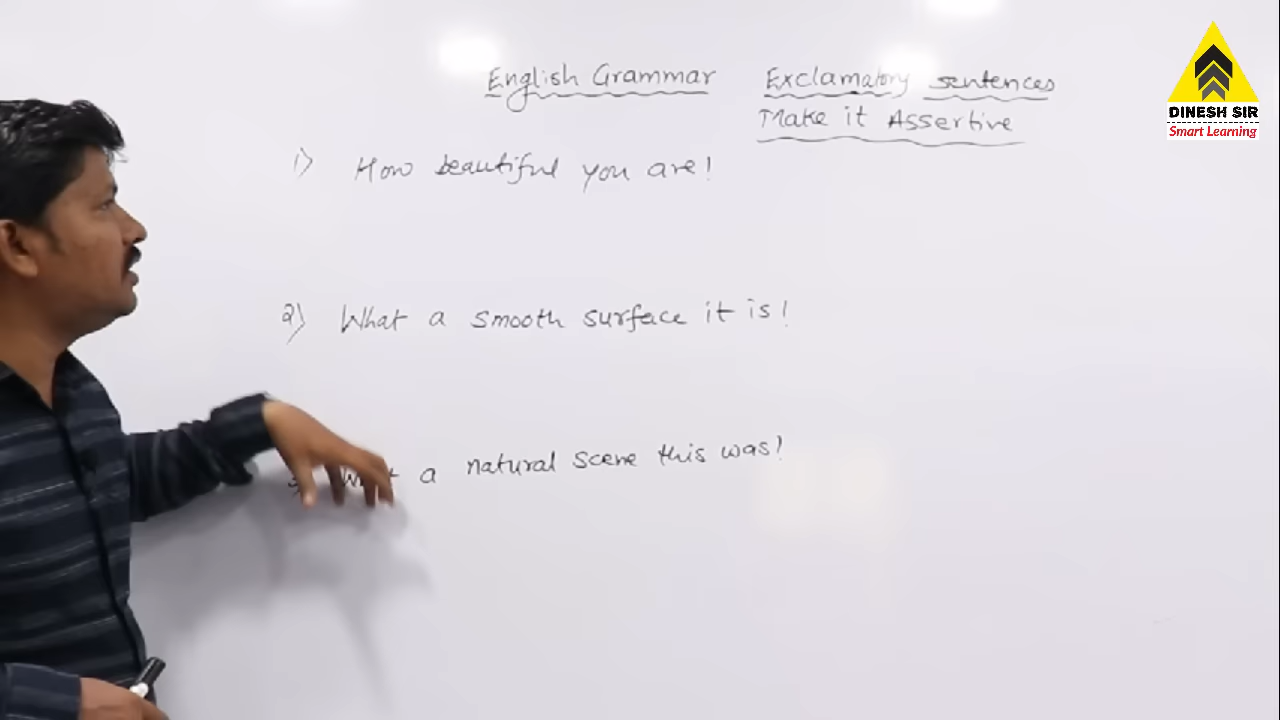 English Grammar Exclamatory sentences
Make it Assertive
1) How beautiful you are!
2) What a smooth surface it is!
a natural scene this was!
DINESH SIR
Smart Learning